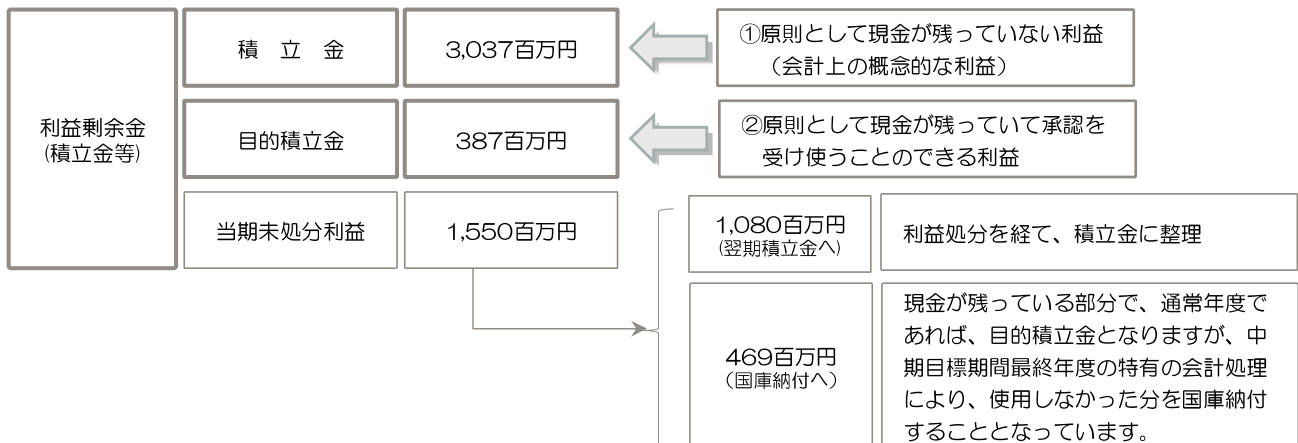 利益剰余金
(積立金等)
積 立 金
3,037百万円
①原則として現金が残っていない利益
（会計上の概念的な利益）
目的積立金
387百万円
②原則として現金が残っていて承認を
受け使うことのできる利益
当期未処分利益
1,550百万円
1,080百万円
(翌期積立金へ)
利益処分を経て、積立金に整理
469百万円
（国庫納付へ）
現金が残っている部分で、通常年度で
あれば、目的積立金となりますが、中
期目標期間最終年度の特有の会計処理
により、使用しなかった分を国庫納付
することとなっています。